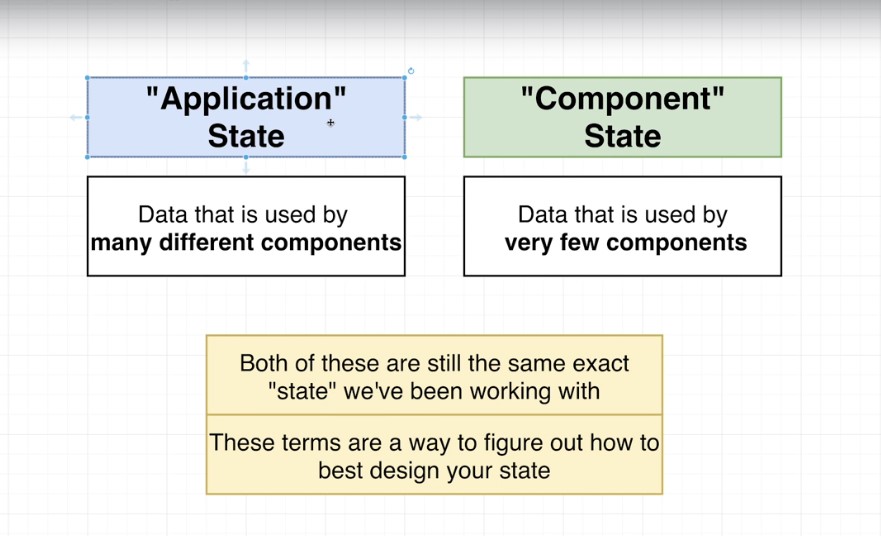 "Application"
State
"Component"
State
Data that is used by
many different components
Data that is used by
very few components
Both of these are still the same exact
"state" we've been working with
These terms are a way to figure out how to
best design your state